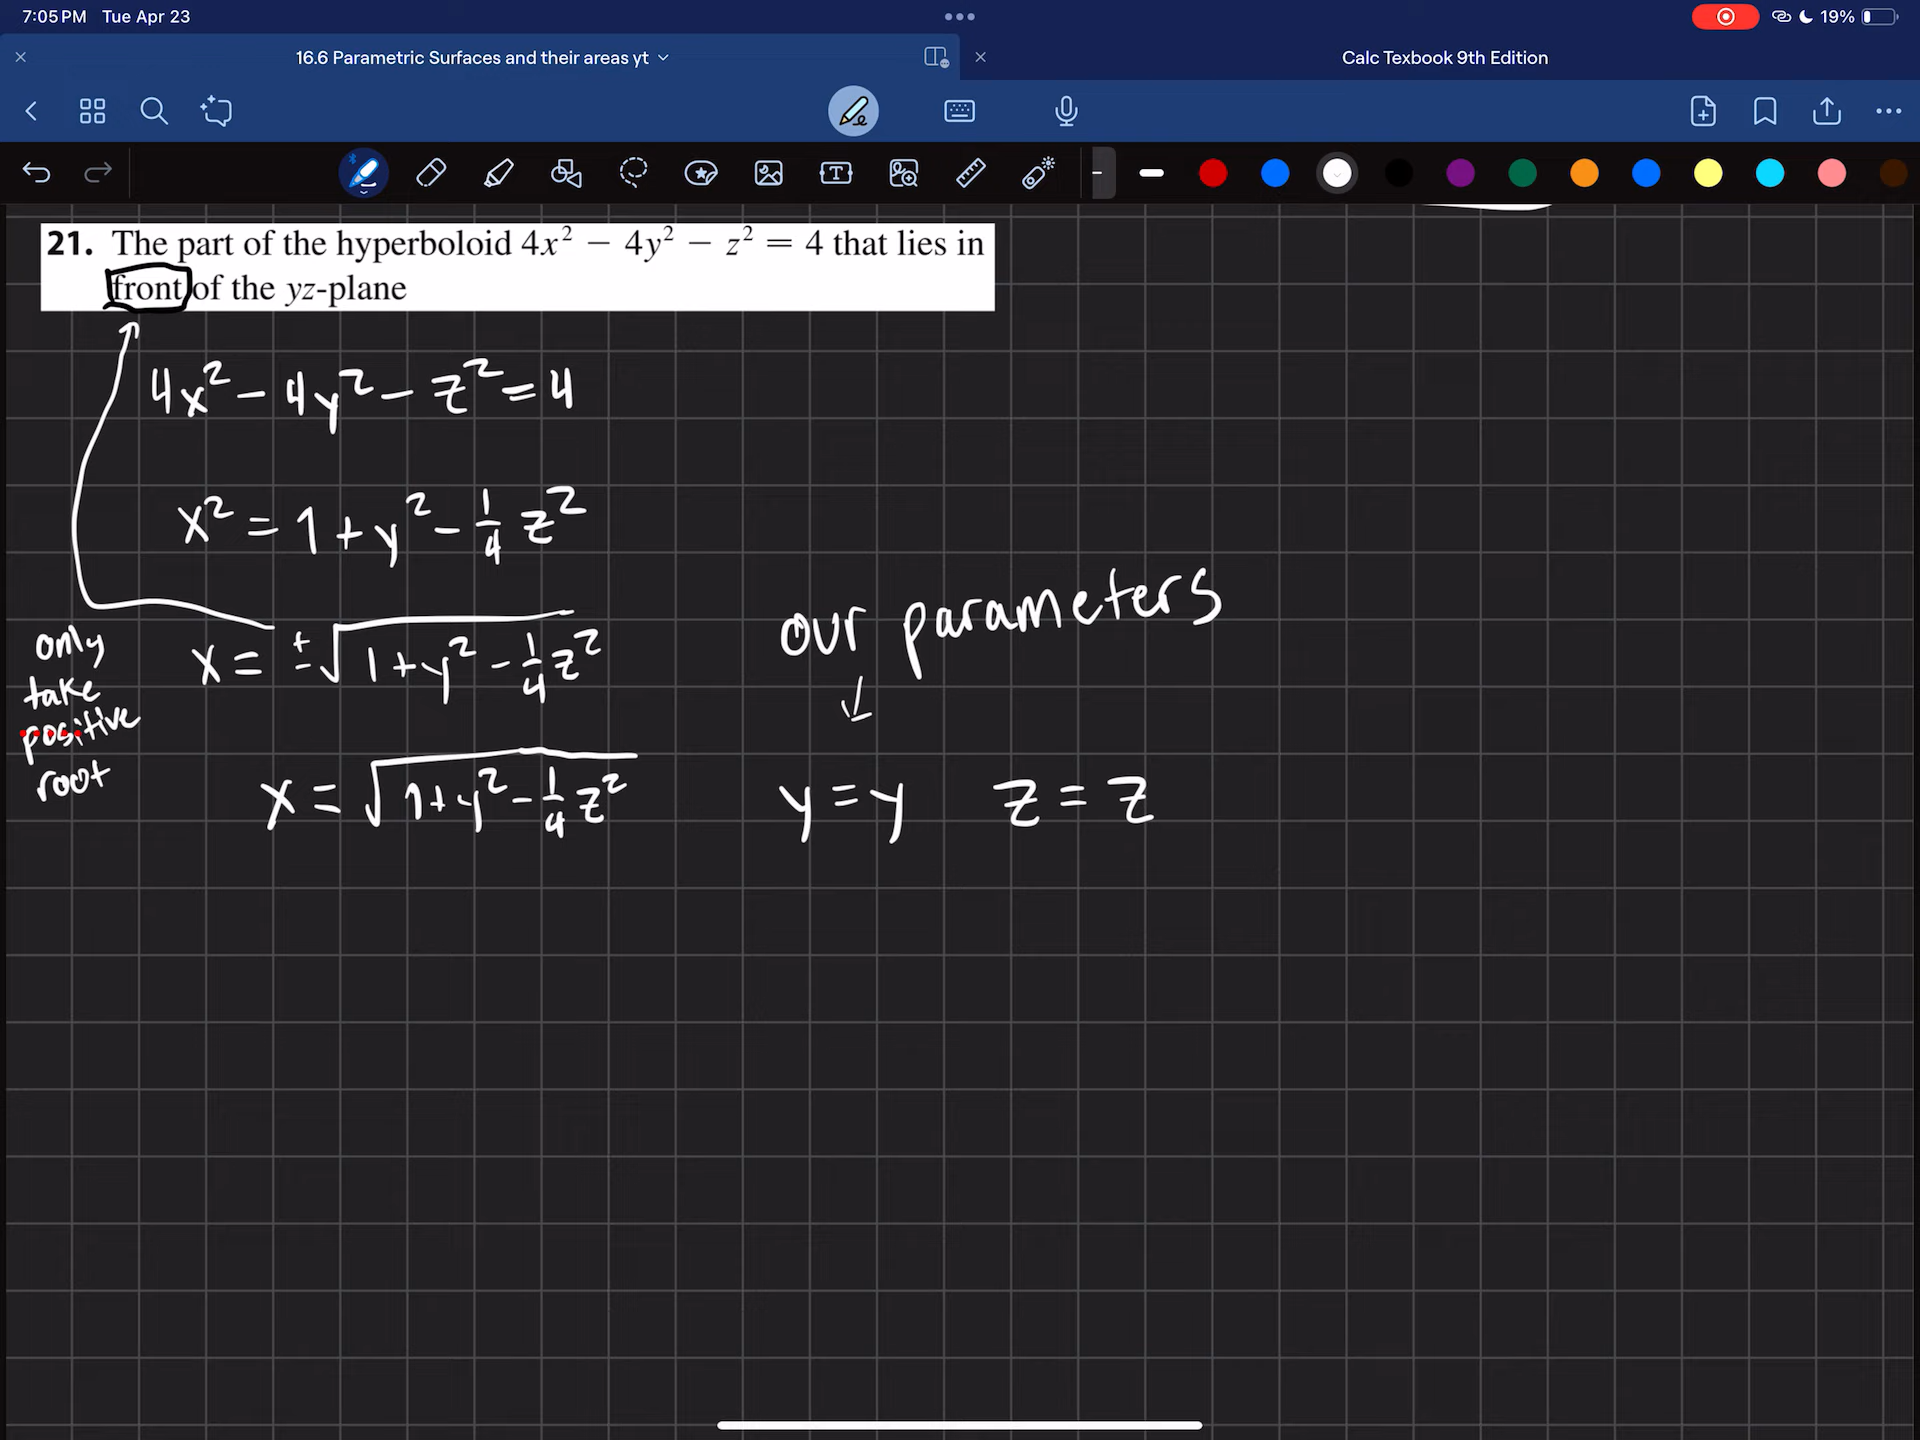 7:05 PM Tue Apr 23
19%
16.6 Parametric Surfaces and their areas yt
Calc Texbook 9th Edition
21. The part of the hyperboloid 4x² − 4y² − z² = 4 that lies in
front of the yz-plane
4x² − 4y² − z² = 4
x² = 1 + y² − 1/4 z²
x = ±√(1 + y² − 1/4 z²)
only
take
positive
root
our parameters
↓
x = √(1 + y² − 1/4 z²) y = y z = z